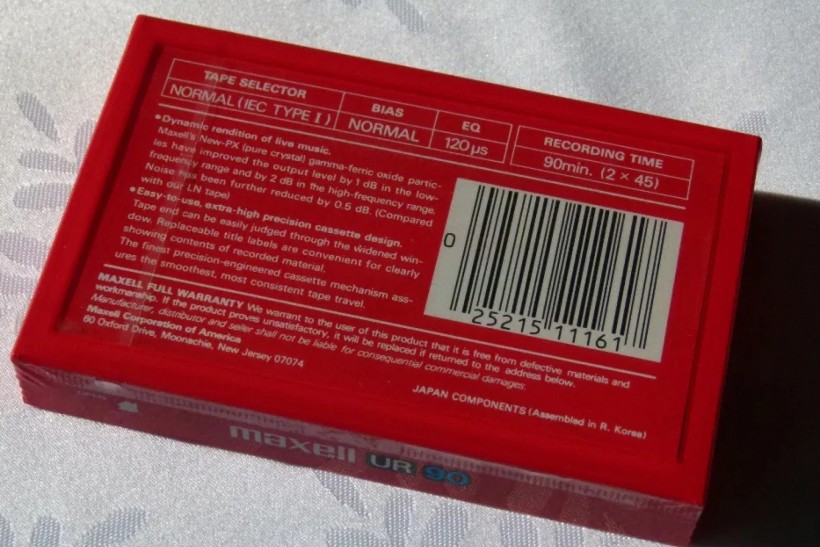 TAPE SELECTOR
NORMAL (IEC TYPE I)
BIAS
NORMAL
EQ
120 µs
RECORDING TIME
90min. (2 × 45)
•Dynamic rendition of live music.
Maxell's New-PX (pure crystal) gamma-ferric oxide partic-
les have improved the output level by 1 dB in the low-
frequency range and by 2 dB in the high-frequency range.
Noise has been further reduced by 0.5 dB. (Compared
with our LN tape)
•Easy-to-use, extra-high precision cassette design.
Tape end can be easily judged through the widened win-
dow. Replaceable title labels are convenient for clearly
showing contents of recorded material.
The finest precision-engineered cassette mechanism ass-
ures the smoothest, most consistent tape travel.
0
25215 11161
MAXELL FULL WARRANTY We warrant to the user of this product that it is free from defective materials and
workmanship. If the product proves unsatisfactory, it will be replaced if returned to the address below.
Manufacturer, distributor and seller shall not be liable for consequential commercial damages.
Maxell Corporation of America
60 Oxford Drive, Moonachie, New Jersey 07074
JAPAN COMPONENTS (Assembled in R. Korea)
maxell UR 90